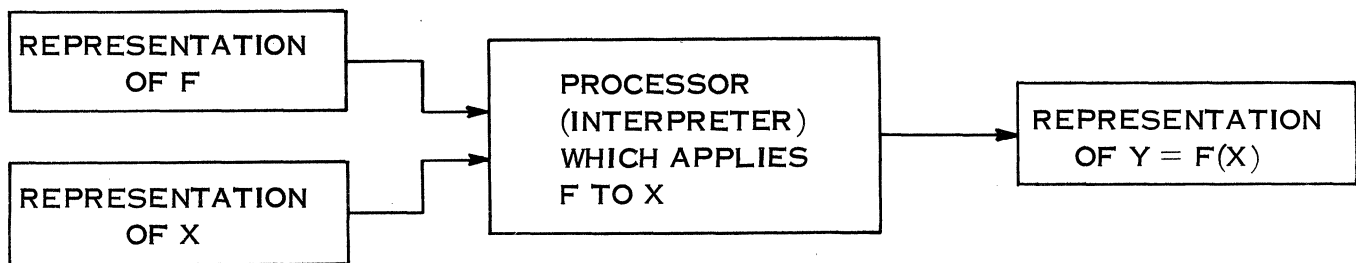 REPRESENTATION
OF F
REPRESENTATION
OF X
PROCESSOR
(INTERPRETER)
WHICH APPLIES
F TO X
REPRESENTATION
OF Y = F(X)